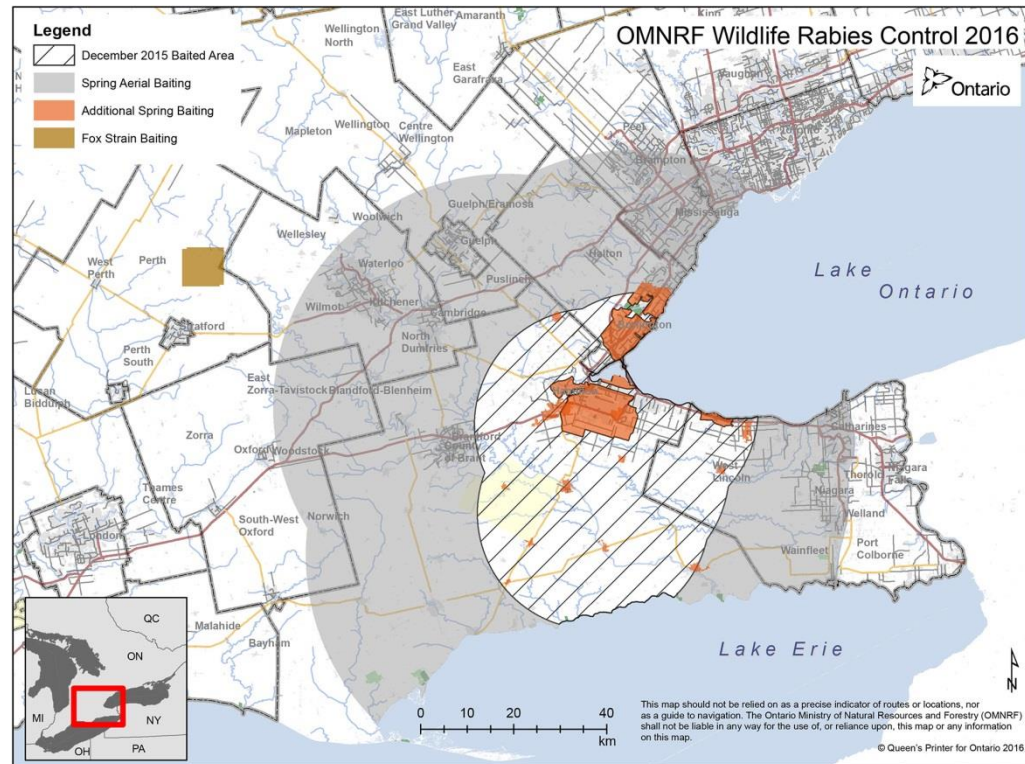 OMNRF Wildlife Rabies Control 2016
Ontario
Legend
December 2015 Baited Area
Spring Aerial Baiting
Additional Spring Baiting
Fox Strain Baiting
East Luther
Grand Valley
Amaranth
Wellington
North
East
Garafraxa
Vaughan
Mapleton
Wellington
Centre
Wellington
Peel
Brampton
Mississauga
Woolwich
Guelph/Eramosa
Wellesley
Guelph
Halton
West
Perth
Perth
Waterloo
Puslinch
Wilmot
Kitchener
Cambridge
Lake
Ontario
Burlington
Stratford
North
Dumfries
Perth
South
East
Zorra-Tavistock
Blandford-Blenheim
Lucan
Biddulph
Zorra
Brantford
County
of Brant
Oxford
Woodstock
Catharines
West
Lincoln
Niagara
Falls
Thorold
Thames
Centre
Niagara
Welland
London
South-West
Oxford
Norwich
Wainfleet
Port
Colborne
Malahide
Bayham
Lake Erie
QC
ON
MI
NY
OH
PA
0 10 20 40
km
N
This map should not be relied on as a precise indicator of routes or locations, nor
as a guide to navigation. The Ontario Ministry of Natural Resources and Forestry (OMNRF)
shall not be liable in any way for the use of, or reliance upon, this map or any information
on this map.
© Queen's Printer for Ontario 2016